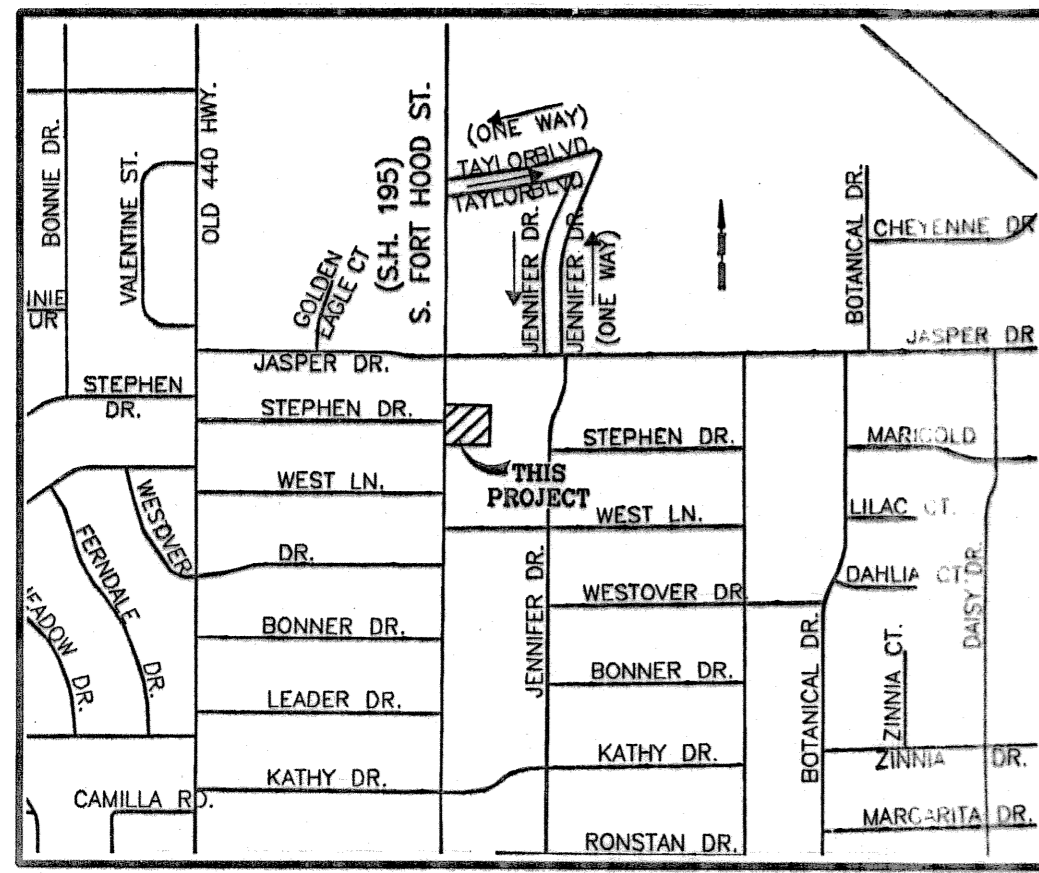 BONNIE DR.
VALENTINE ST.
OLD 440 HWY.
(S.H. 195)
S. FORT HOOD ST.
(ONE WAY)
TAYLORBLVD
TAYLORBLVD
JENNIFER DR.
JENNIFER DR.
(ONE WAY)
BOTANICAL DR.
CHEYENNE DR
GOLDEN
EAGLE CT
INIE
JASPER DR.
JASPER DR
STEPHEN
DR.
STEPHEN DR.
STEPHEN DR.
MARIGOLD
THIS
PROJECT
WEST LN.
WEST LN.
LILAC CT.
WESTOVER
DR.
FERNDALE
DR.
MEADOW DR.
JENNIFER DR.
WESTOVER DR
DAHLIA CT.
DAISY DR.
BONNER DR.
BONNER DR.
BOTANICAL DR.
ZINNIA CT.
LEADER DR.
KATHY DR.
KATHY DR.
ZINNIA DR.
CAMILLA RD.
MARGARITA DR.
RONSTAN DR.